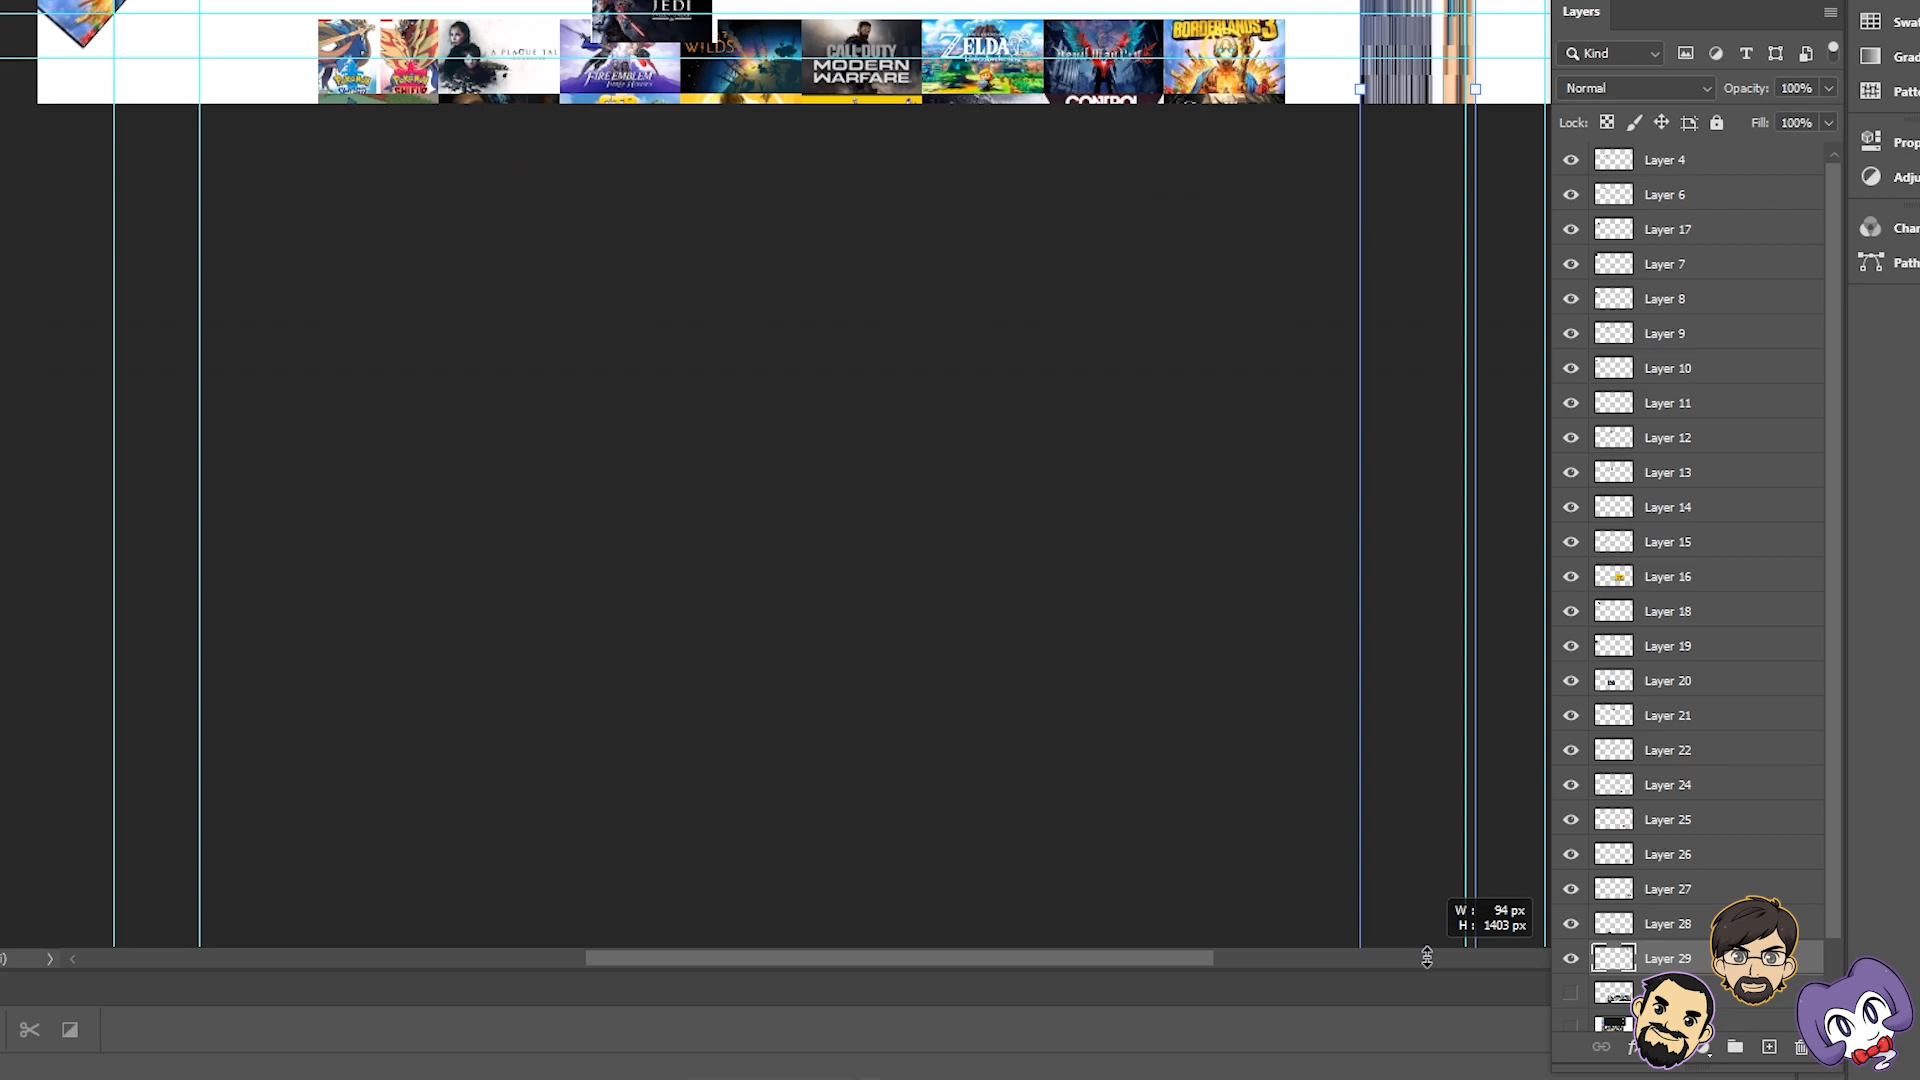 JEDI
A PLAGUE TAL
FIRE EMBLEM
WILDS
CALL OF DUTY
MODERN
WARFARE
ZELDA
BORDERLANDS 3
CONTROL
Layers
Kind
Normal
Opacity: 100%
Lock:
Fill: 100%
Layer 4
Layer 6
Layer 17
Layer 7
Layer 8
Layer 9
Layer 10
Layer 11
Layer 12
Layer 13
Layer 14
Layer 15
Layer 16
Layer 18
Layer 19
Layer 20
Layer 21
Layer 22
Layer 24
Layer 25
Layer 26
Layer 27
Layer 28
Layer 29
Swat
Grad
Patte
Prop
Adju
Chan
Path
W : 94 px
H : 1403 px